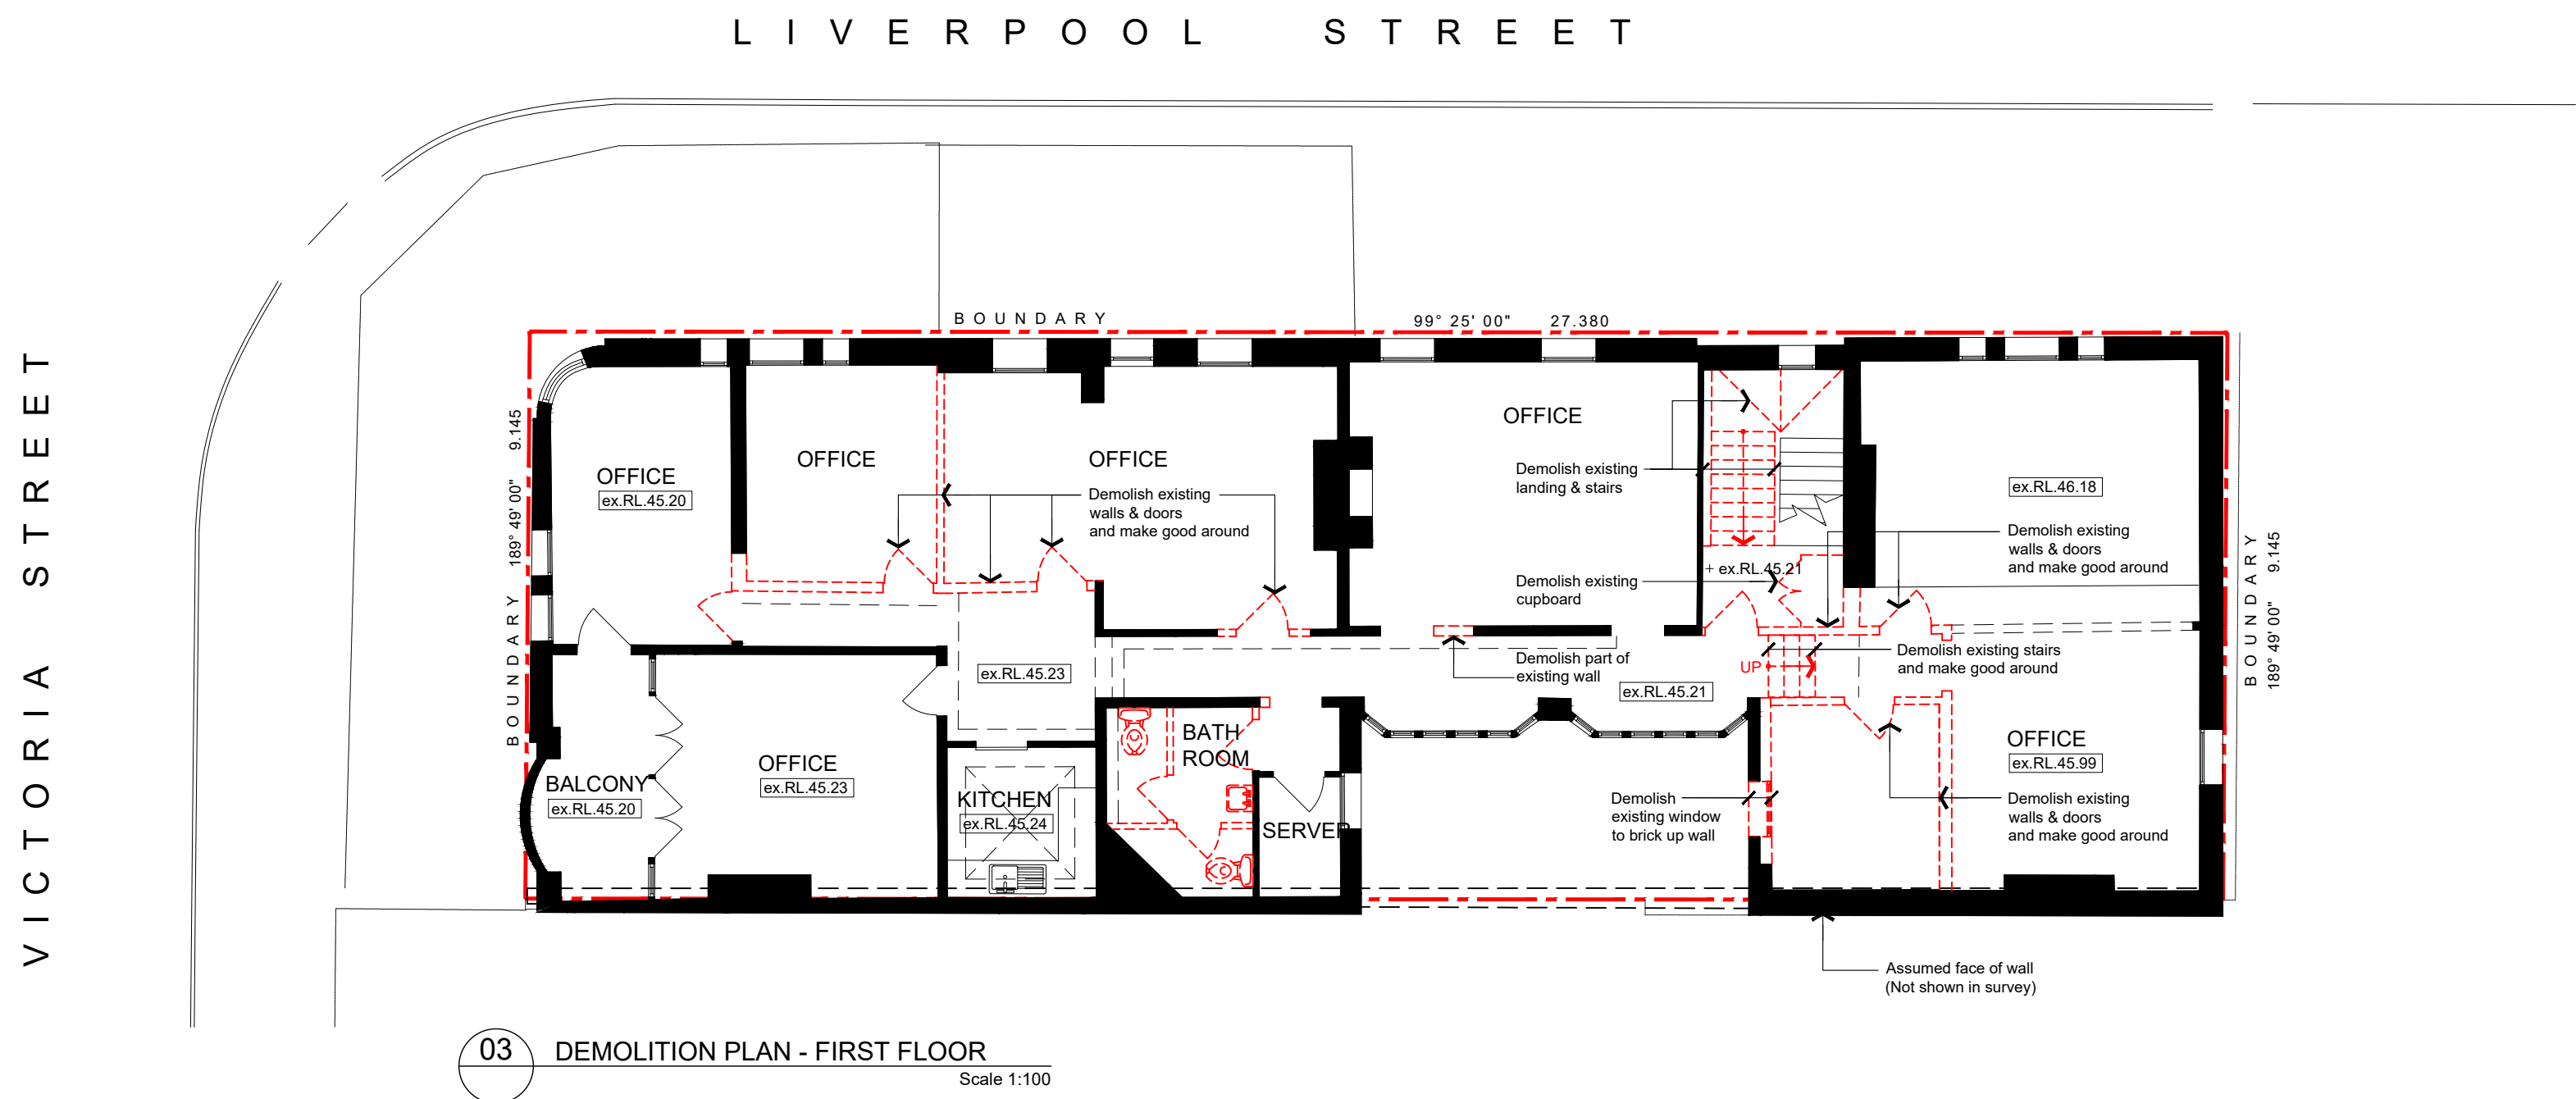 LIVERPOOL STREET
VICTORIA STREET
BOUNDARY
99° 25' 00" 27.380
BOUNDARY 189° 49' 00" 9.145
OFFICE
ex.RL.45.20
OFFICE
OFFICE
Demolish existing
walls & doors
and make good around
OFFICE
Demolish existing
landing & stairs
+ ex.RL.45.21
Demolish existing
cupboard
ex.RL.46.18
Demolish existing
walls & doors
and make good around
BOUNDARY
189° 49' 00" 9.145
ex.RL.45.23
Demolish part of
existing wall
ex.RL.45.21
UP
Demolish existing stairs
and make good around
BALCONY
ex.RL.45.20
OFFICE
ex.RL.45.23
KITCHEN
ex.RL.45.24
BATH
ROOM
SERVER
Demolish
existing window
to brick up wall
OFFICE
ex.RL.45.99
Demolish existing
walls & doors
and make good around
Assumed face of wall
(Not shown in survey)
03 DEMOLITION PLAN - FIRST FLOOR
Scale 1:100